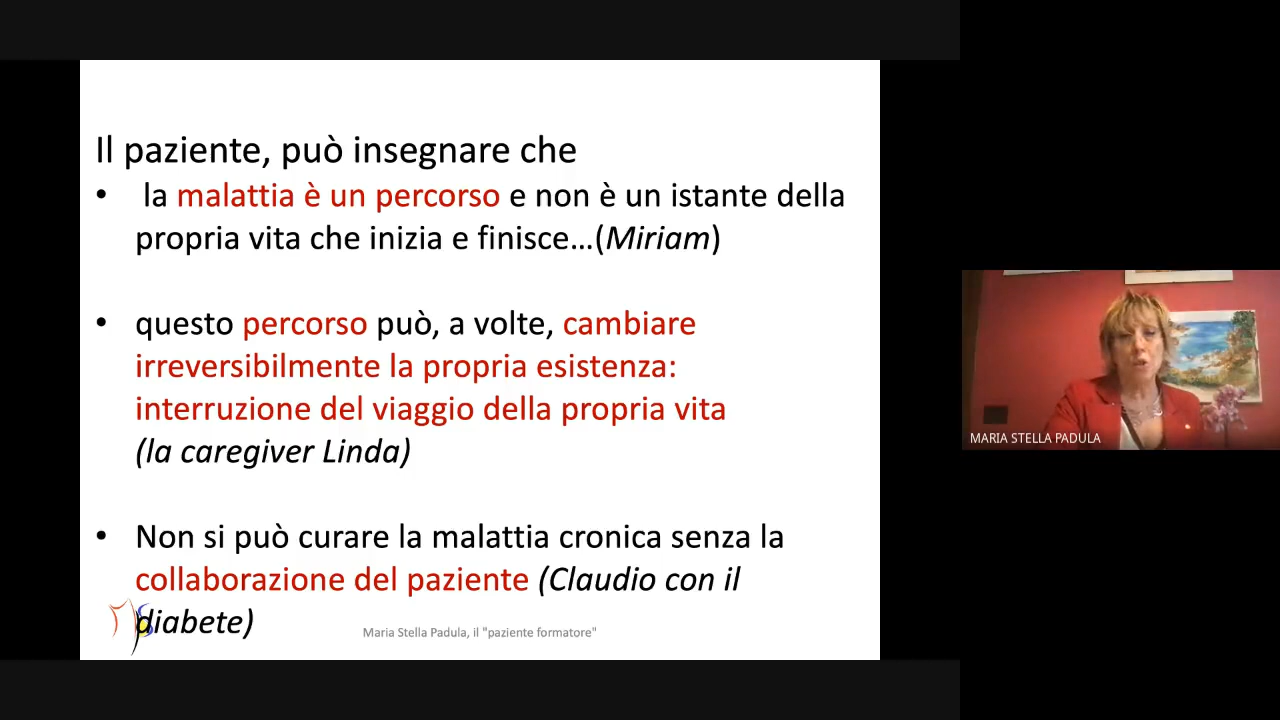 Il paziente, può insegnare che
• la malattia è un percorso e non è un istante della
propria vita che inizia e finisce…(Miriam)
• questo percorso può, a volte, cambiare
irreversibilmente la propria esistenza:
interruzione del viaggio della propria vita
(la caregiver Linda)
• Non si può curare la malattia cronica senza la
collaborazione del paziente (Claudio con il
diabete)
Maria Stella Padula, il "paziente formatore"
MARIA STELLA PADULA